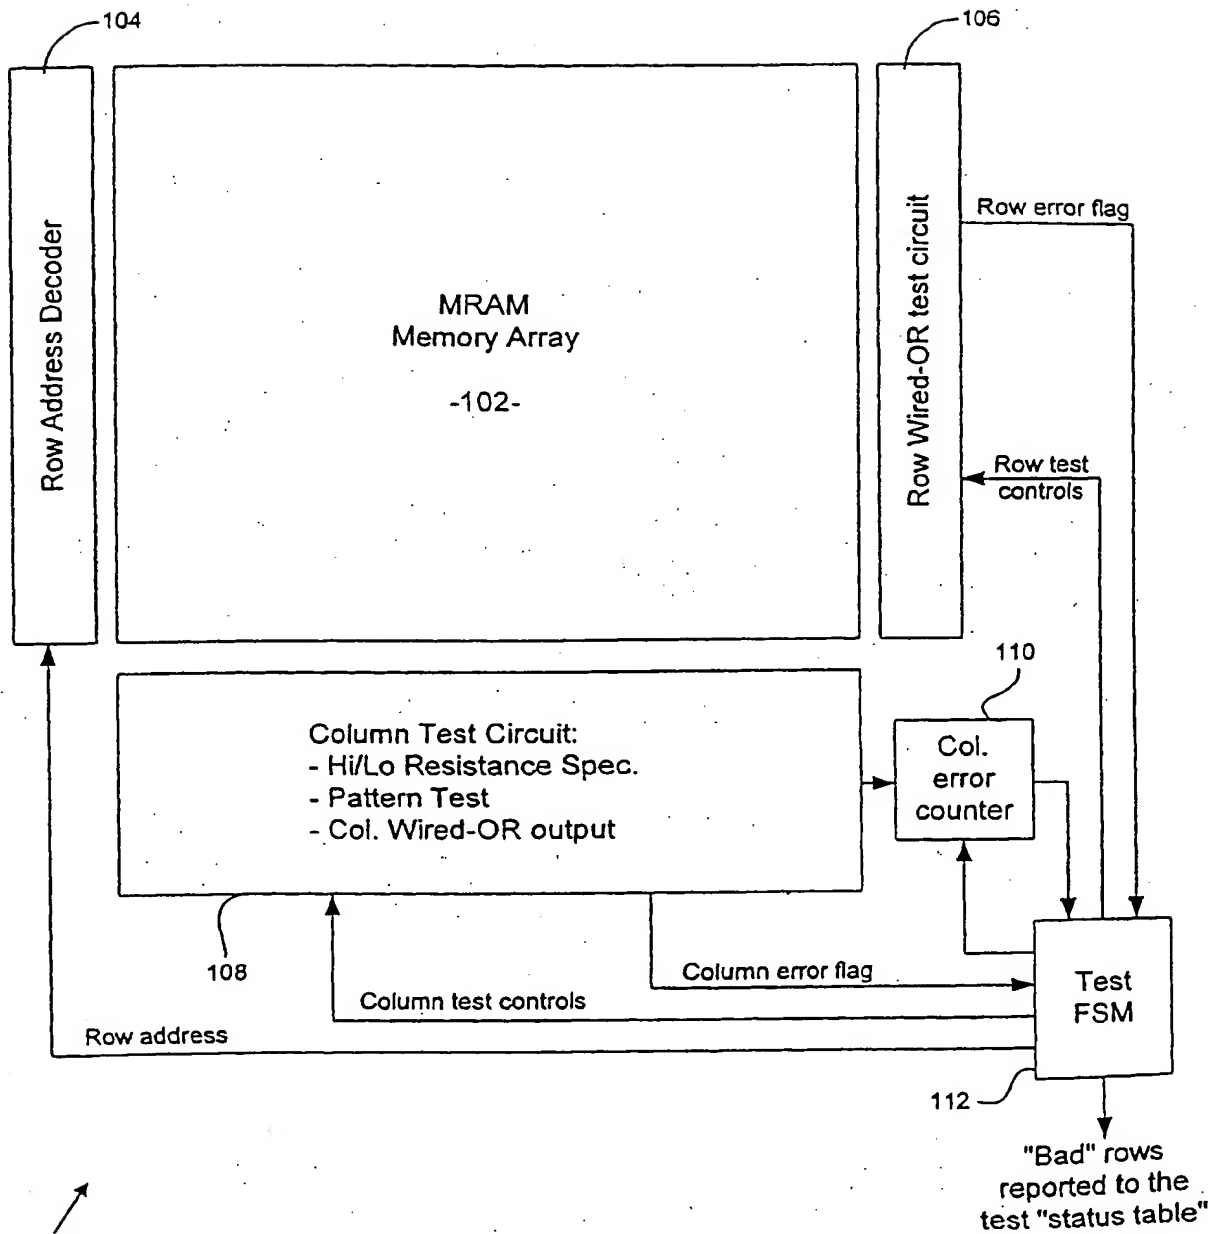 104
106
Row Address Decoder
MRAM
Memory Array
-102-
Row Wired-OR test circuit
Row error flag
Row test
controls
110
Column Test Circuit:
- Hi/Lo Resistance Spec.
- Pattern Test
- Col. Wired-OR output
Col.
error
counter
108
Column error flag
Column test controls
Row address
Test
FSM
112
"Bad" rows
reported to the
test "status table"